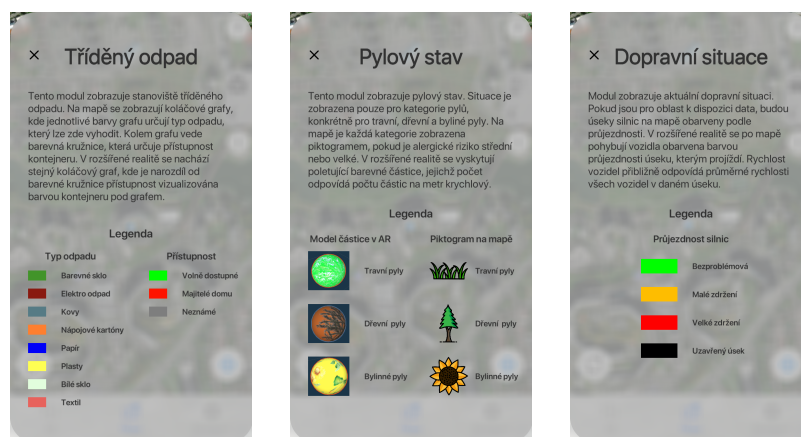 × Tříděný odpad
Tento modul zobrazuje stanoviště tříděného
odpadu. Na mapě se zobrazují koláčové grafy,
kde jednotlivé barvy grafu určují typ odpadu,
který lze zde vyhodit. Kolem grafu vede
barevná kružnice, která určuje přístupnost
kontejneru. V rozšířené realitě se nachází
stejný koláčový graf, kde je narozdíl od
barevné kružnice přístupnost vizualizována
barvou kontejneru pod grafem.
Legenda
Typ odpadu Přístupnost
Barevné sklo Volně dostupné
Elektro odpad Majitelé domu
Kovy Neznámé
Nápojové kartóny
Papír
Plasty
Bílé sklo
Textil
× Pylový stav
Tento modul zobrazuje pylový stav. Situace je
zobrazena pouze pro kategorie pylů,
konkrétně pro travní, dřevní a byliné pyly. Na
mapě je každá kategorie zobrazena
piktogramem, pokud je alergické riziko střední
nebo velké. V rozšířené realitě se vyskytují
poletující barevné částice, jejichž počet
odpovídá počtu částic na metr krychlový.
Legenda
Model částice v AR Piktogram na mapě
Travní pyly Travní pyly
Dřevní pyly Dřevní pyly
Bylinné pyly Bylinné pyly
× Dopravní situace
Modul zobrazuje aktuální dopravní situaci.
Pokud jsou pro oblast k dispozici data, budou
úseky silnic na mapě obarveny podle
průjezdnosti. V rozšířené realitě se po mapě
pohybují vozidla obarvena barvou
průjezdnosti úseku, kterým projíždí. Rychlost
vozidel přibližně odpovídá průměrné rychlosti
všech vozidel v daném úseku.
Legenda
Průjezdnost silnic
Bezproblémová
Malé zdržení
Velké zdržení
Uzavřený úsek